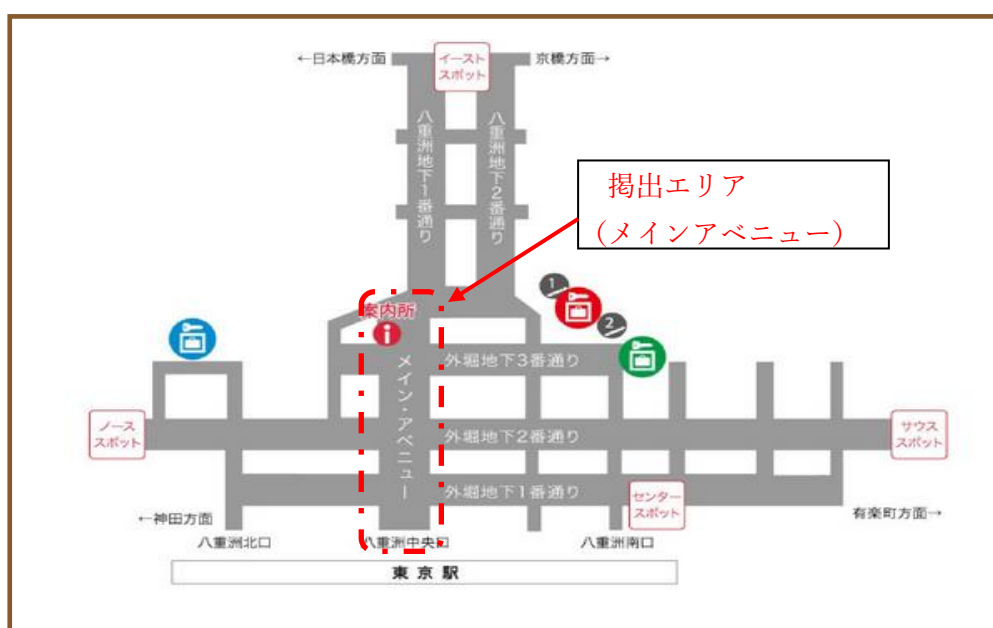 ←日本橋方面
イースト
スポット
京橋方面→
八重洲地下1番通り
八重洲地下2番通り
掲出エリア
（メインアベニュー）
1
2
案内所
i
メイン・アベニュー
外堀地下3番通り
ノース
スポット
外堀地下2番通り
サウス
スポット
外堀地下1番通り
センター
スポット
←神田方面
有楽町方面→
八重洲北口
八重洲中央口
八重洲南口
東京駅